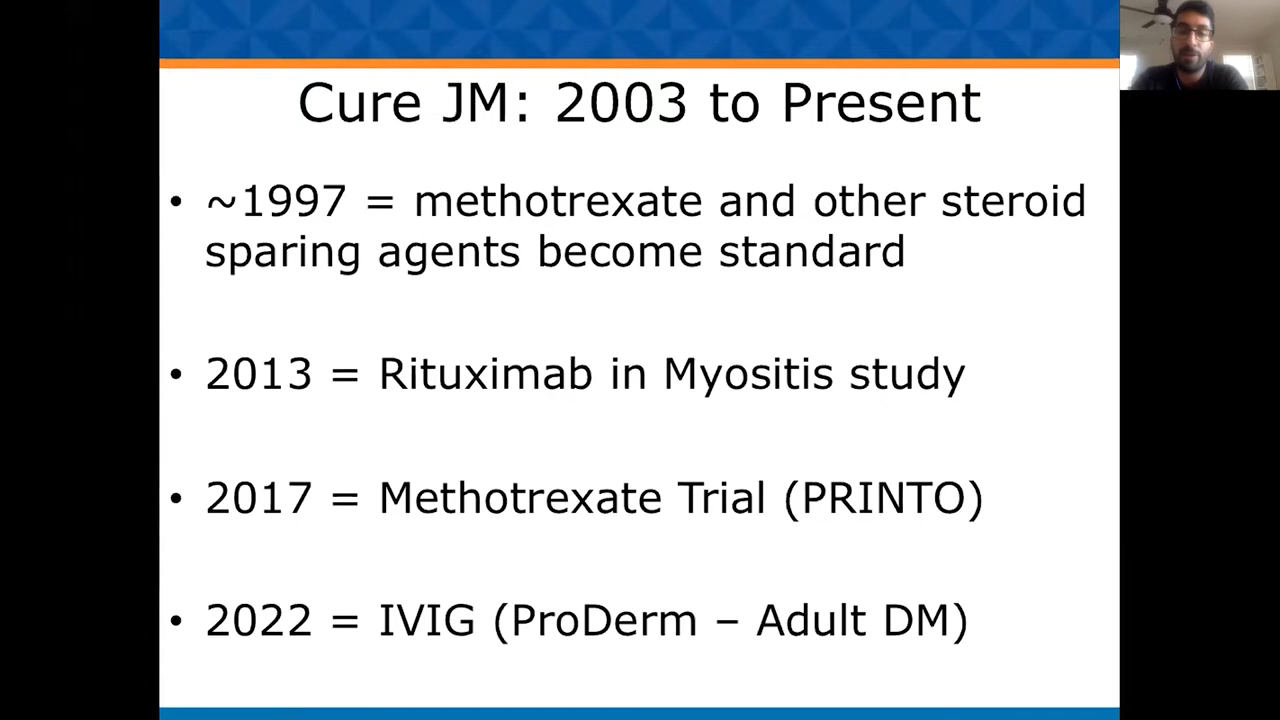 Cure JM: 2003 to Present
• ~1997 = methotrexate and other steroid
sparing agents become standard
• 2013 = Rituximab in Myositis study
• 2017 = Methotrexate Trial (PRINTO)
• 2022 = IVIG (ProDerm – Adult DM)